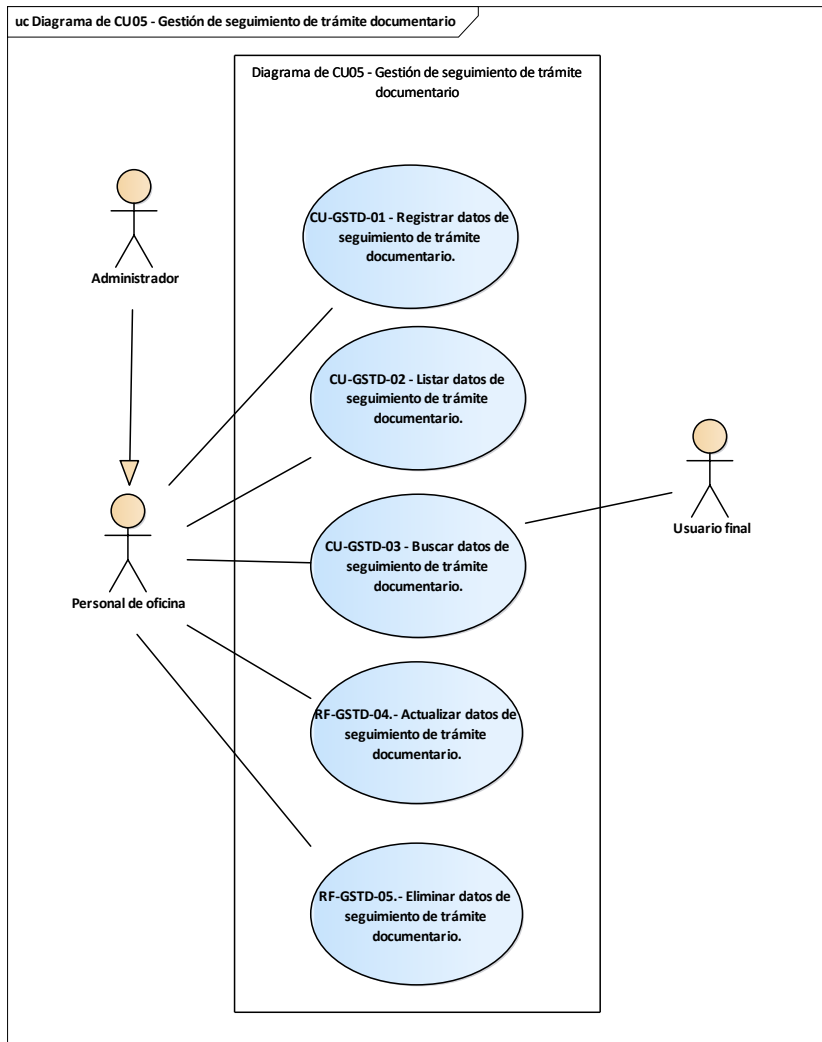 uc Diagrama de CU05 - Gestión de seguimiento de trámite documentario
Diagrama de CU05 - Gestión de seguimiento de trámite
documentario
CU-GSTD-01 - Registrar datos de
seguimiento de trámite
documentario.
Administrador
CU-GSTD-02 - Listar datos de
seguimiento de trámite
documentario.
Usuario final
CU-GSTD-03 - Buscar datos de
seguimiento de trámite
documentario.
Personal de oficina
RF-GSTD-04.- Actualizar datos de
seguimiento de trámite
documentario.
RF-GSTD-05.- Eliminar datos de
seguimiento de trámite
documentario.